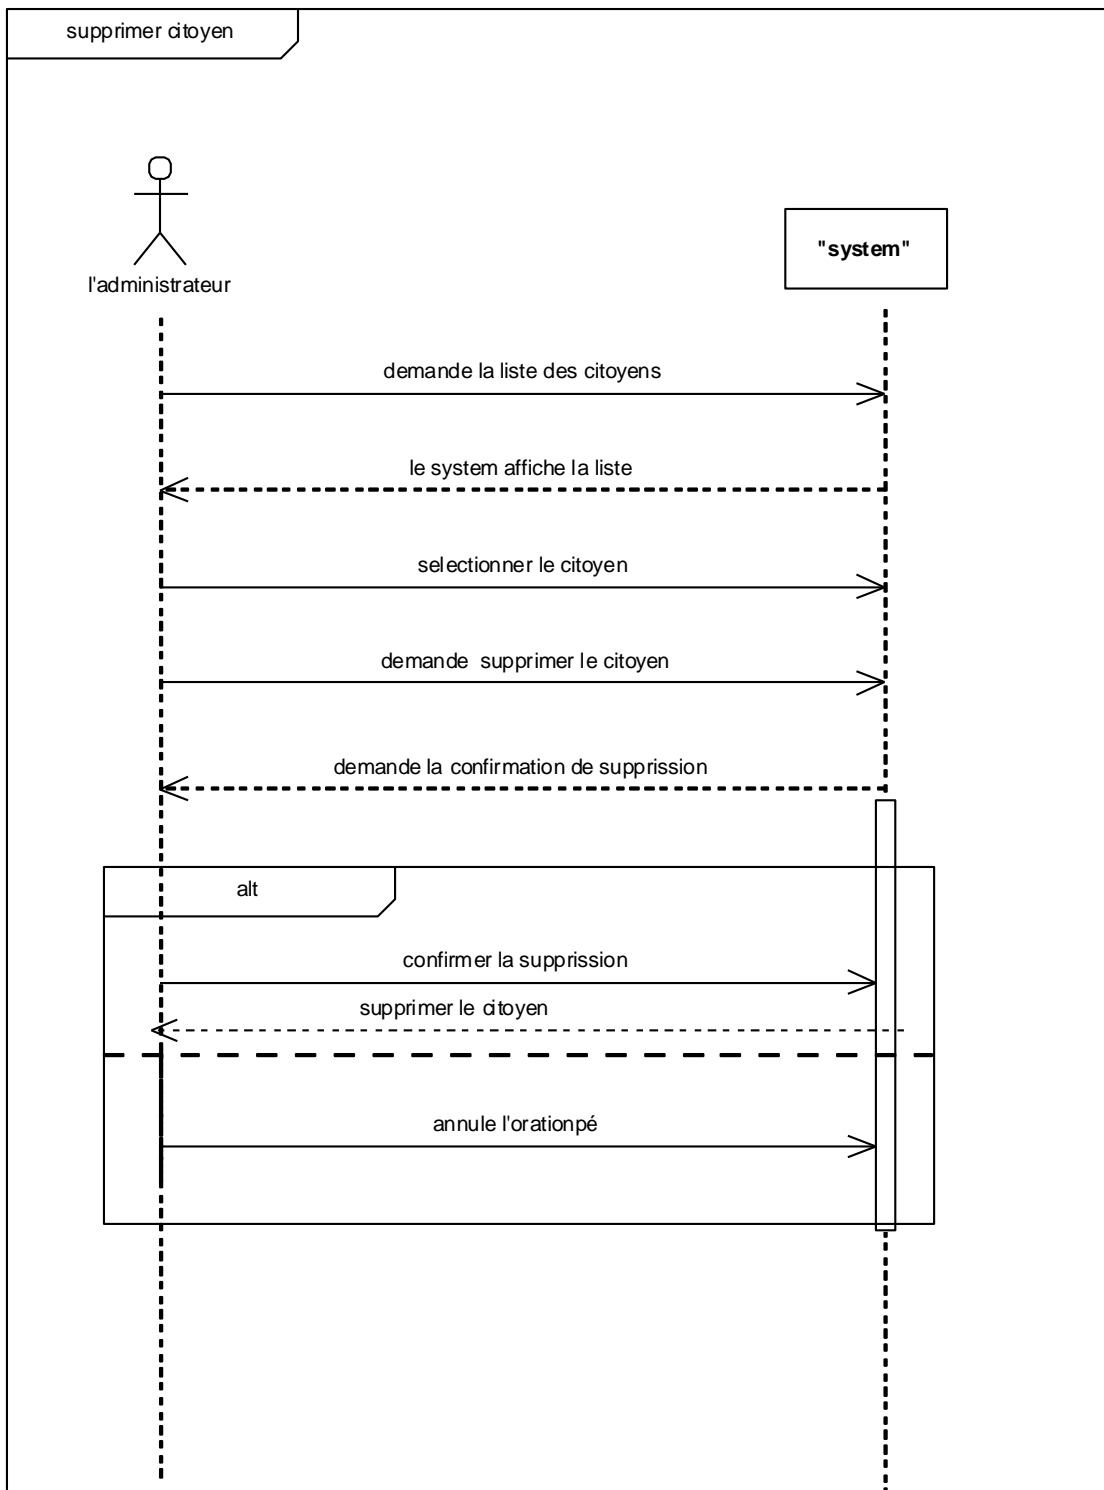 supprimer citoyen
l'administrateur
"system"
demande la liste des citoyens
le system affiche la liste
selectionner le citoyen
demande  supprimer le citoyen
demande la confirmation de supprission
alt
confirmer la supprission
supprimer le citoyen
annule l'orationpé